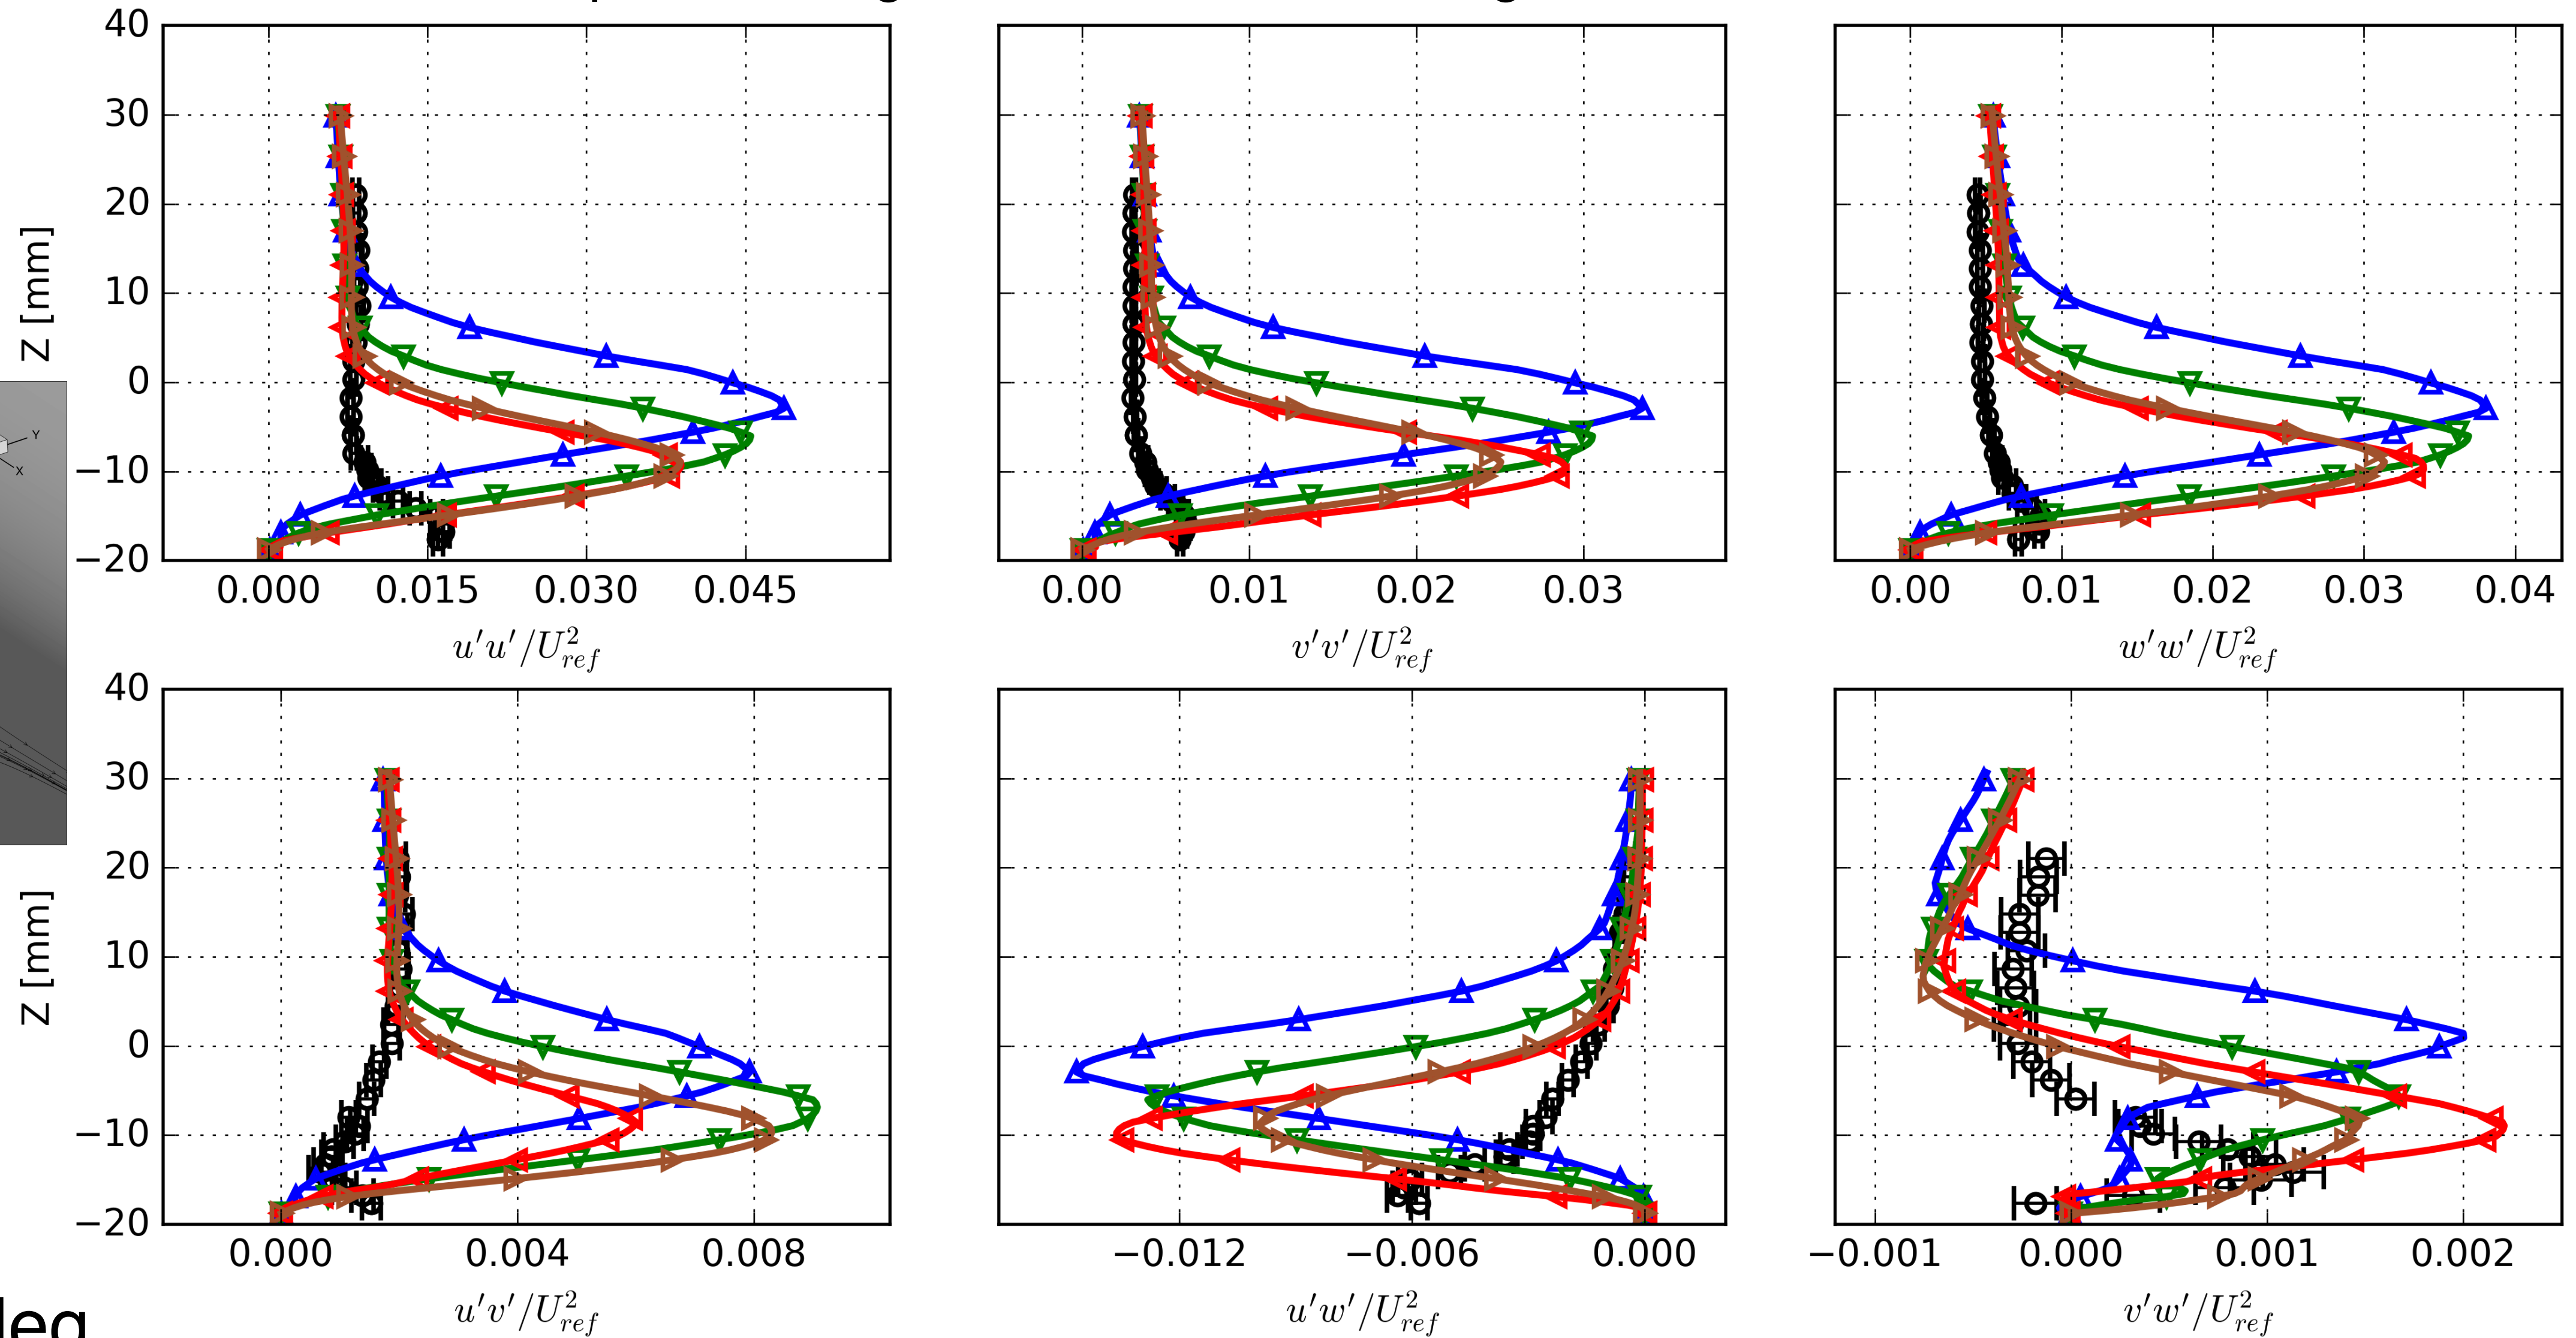 40
30
20
10
0
−10
−20
Z [mm]
0.000 0.015 0.030 0.045
0.00 0.01 0.02 0.03
0.00 0.01 0.02 0.03 0.04
u′u′/U²ref
v′v′/U²ref
w′w′/U²ref
Y
X
40
30
20
10
0
−10
−20
Z [mm]
0.000 0.004 0.008
−0.012 −0.006 0.000
−0.001 0.000 0.001 0.002
u′v′/U²ref
u′w′/U²ref
v′w′/U²ref